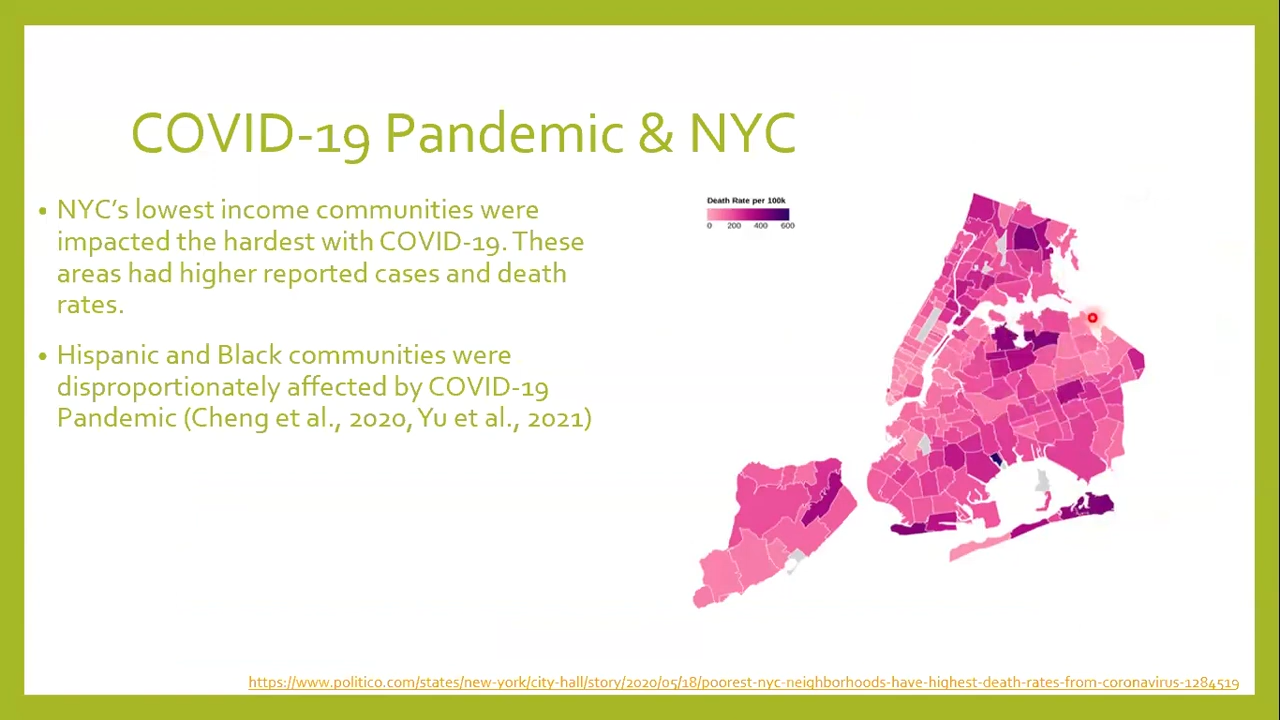 COVID-19 Pandemic & NYC
• NYC's lowest income communities were
impacted the hardest with COVID-19. These
areas had higher reported cases and death
rates.
• Hispanic and Black communities were
disproportionately affected by COVID-19
Pandemic (Cheng et al., 2020, Yu et al., 2021)
Death Rate per 100k
0 200 400 600
https://www.politico.com/states/new-york/city-hall/story/2020/05/18/poorest-nyc-neighborhoods-have-highest-death-rates-from-coronavirus-1284519